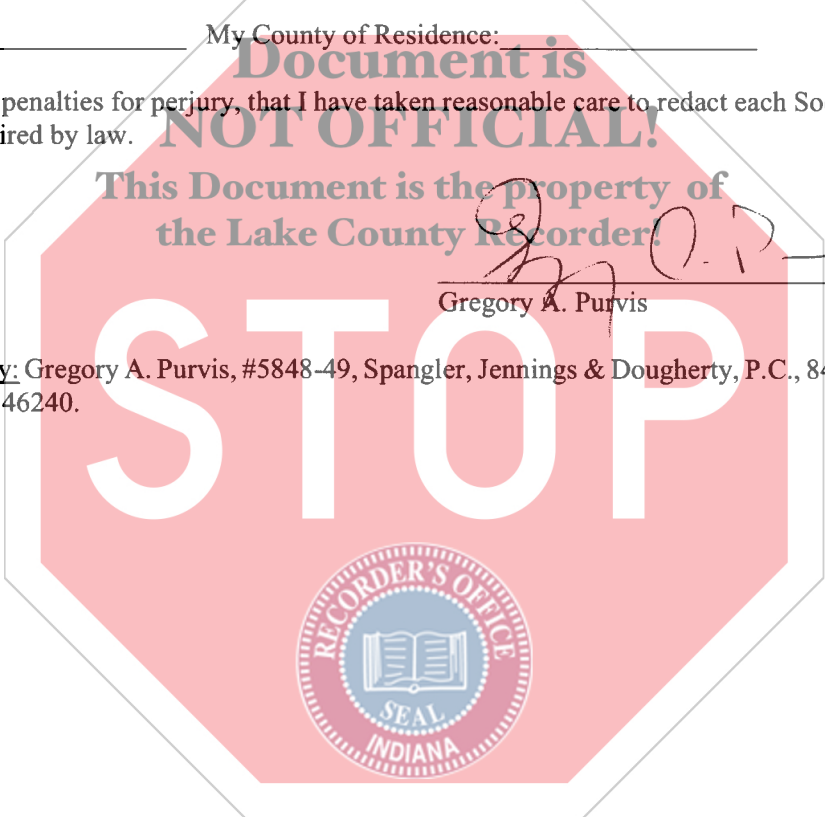 My County of Residence:
Document is
penalties for perjury, that I have taken reasonable care to redact each So
ired by law.
NOT OFFICIAL!
This Document is the property of
the Lake County Recorder!
Gregory A. Purvis
STOP
y: Gregory A. Purvis, #5848-49, Spangler, Jennings & Dougherty, P.C., 84
46240.
RECORDER'S OFFICE
SEAL
INDIANA